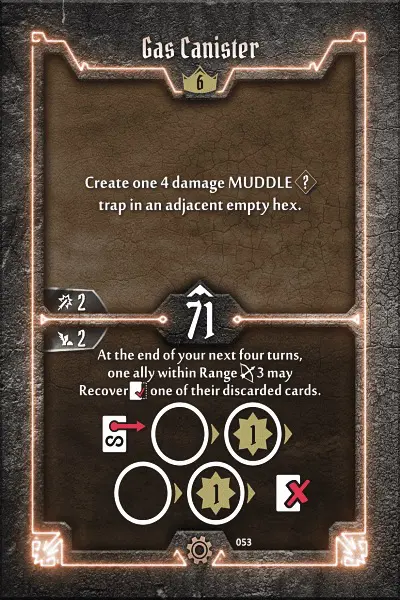 Gas Canister
6
Create one 4 damage MUDDLE ?
trap in an adjacent empty hex.
2
71
2
At the end of your next four turns,
one ally within Range 3 may
Recover one of their discarded cards.
S 1
1
053